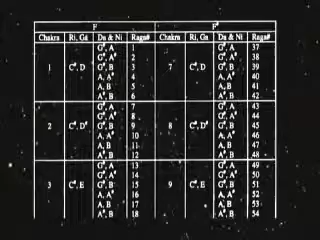 F F#
Chakra Ri, Ga Da & Ni Raga# Chakra Ri, Ga Da & Ni Raga#
G#, A 1 G#, A 37
G#, A# 2 G#, A# 38
1 C#, D G#, B 3 7 C#, D G#, B 39
A, A# 4 A, A# 40
A, B 5 A, B 41
A#, B 6 A#, B 42
G#, A 7 G#, A 43
G#, A# 8 G#, A# 44
2 C#, D# G#, B 9 8 C#, D# G#, B 45
A, A# 10 A, A# 46
A, B 11 A, B 47
A#, B 12 A#, B 48
G#, A 13 G#, A 49
G#, A# 14 G#, A# 50
3 C#, E G#, B 15 9 C#, E G#, B 51
A, A# 16 A, A# 52
A, B 17 A, B 53
A#, B 18 A#, B 54